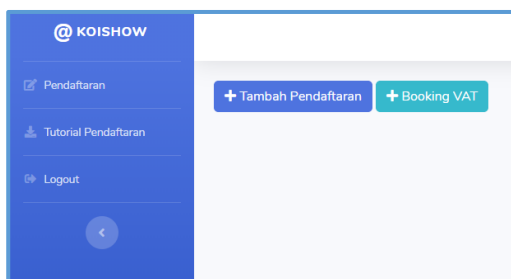 @ KOISHOW
Pendaftaran
Tutorial Pendaftaran
Logout
+ Tambah Pendaftaran
+ Booking VAT